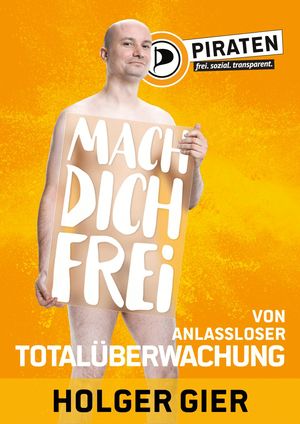 PIRATEN
frei. sozial. transparent.
MACH
DICH
FREi
VON
ANLASSLOSER
TOTALÜBERWACHUNG
HOLGER GIER